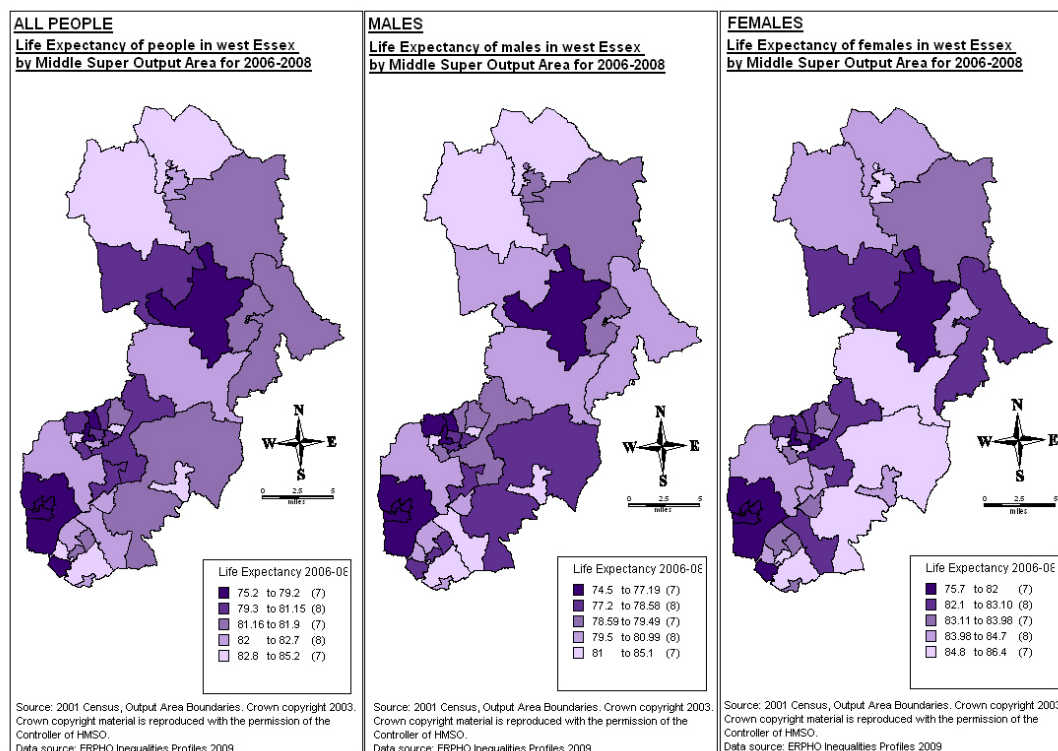 ALL PEOPLE
Life Expectancy of people in west Essex
by Middle Super Output Area for 2006-2008
N
W E
S
0 2.5 5
miles
Life Expectancy 2006-08
75.2 to 79.2 (7)
79.3 to 81.15 (8)
81.16 to 81.9 (7)
82 to 82.7 (8)
82.8 to 85.2 (7)
Source: 2001 Census, Output Area Boundaries. Crown copyright 2003.
Crown copyright material is reproduced with the permission of the
Controller of HMSO.
Data source: ERPHO Inequalities Profiles 2009
MALES
Life Expectancy of males in west Essex
by Middle Super Output Area for 2006-2008
N
W E
S
0 2.5 5
miles
Life Expectancy 2006-08
74.5 to 77.19 (7)
77.2 to 78.58 (8)
78.59 to 79.49 (7)
79.5 to 80.99 (8)
81 to 85.1 (7)
Source: 2001 Census, Output Area Boundaries. Crown copyright 2003.
Crown copyright material is reproduced with the permission of the
Controller of HMSO.
Data source: ERPHO Inequalities Profiles 2009
FEMALES
Life Expectancy of females in west Essex
by Middle Super Output Area for 2006-2008
N
W E
S
0 2.5 5
miles
Life Expectancy 2006-08
75.7 to 82 (7)
82.1 to 83.10 (8)
83.11 to 83.98 (7)
83.98 to 84.7 (8)
84.8 to 86.4 (7)
Source: 2001 Census, Output Area Boundaries. Crown copyright 2003.
Crown copyright material is reproduced with the permission of the
Controller of HMSO.
Data source: ERPHO Inequalities Profiles 2009